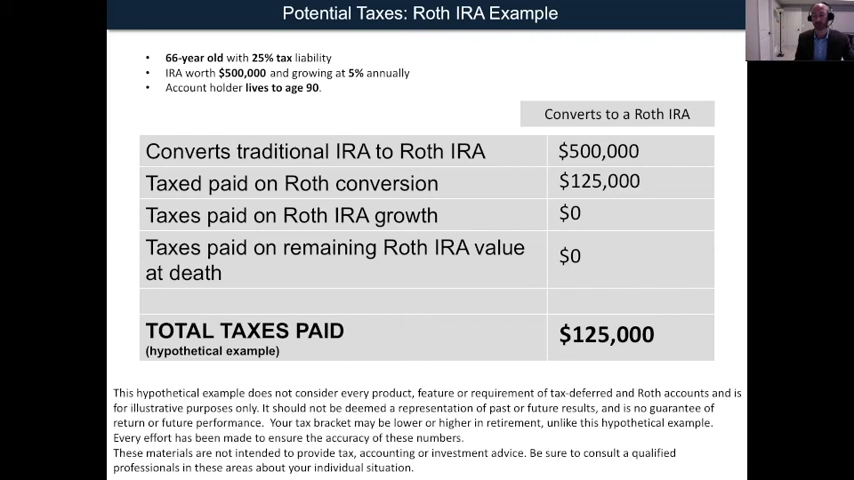 Potential Taxes: Roth IRA Example
• 66-year old with 25% tax liability
• IRA worth $500,000 and growing at 5% annually
• Account holder lives to age 90.
Converts to a Roth IRA
Converts traditional IRA to Roth IRA $500,000
Taxed paid on Roth conversion $125,000
Taxes paid on Roth IRA growth $0
Taxes paid on remaining Roth IRA value
at death $0
TOTAL TAXES PAID $125,000
(hypothetical example)
This hypothetical example does not consider every product, feature or requirement of tax-deferred and Roth accounts and is
for illustrative purposes only. It should not be deemed a representation of past or future results, and is no guarantee of
return or future performance. Your tax bracket may be lower or higher in retirement, unlike this hypothetical example.
Every effort has been made to ensure the accuracy of these numbers.
These materials are not intended to provide tax, accounting or investment advice. Be sure to consult a qualified
professionals in these areas about your individual situation.